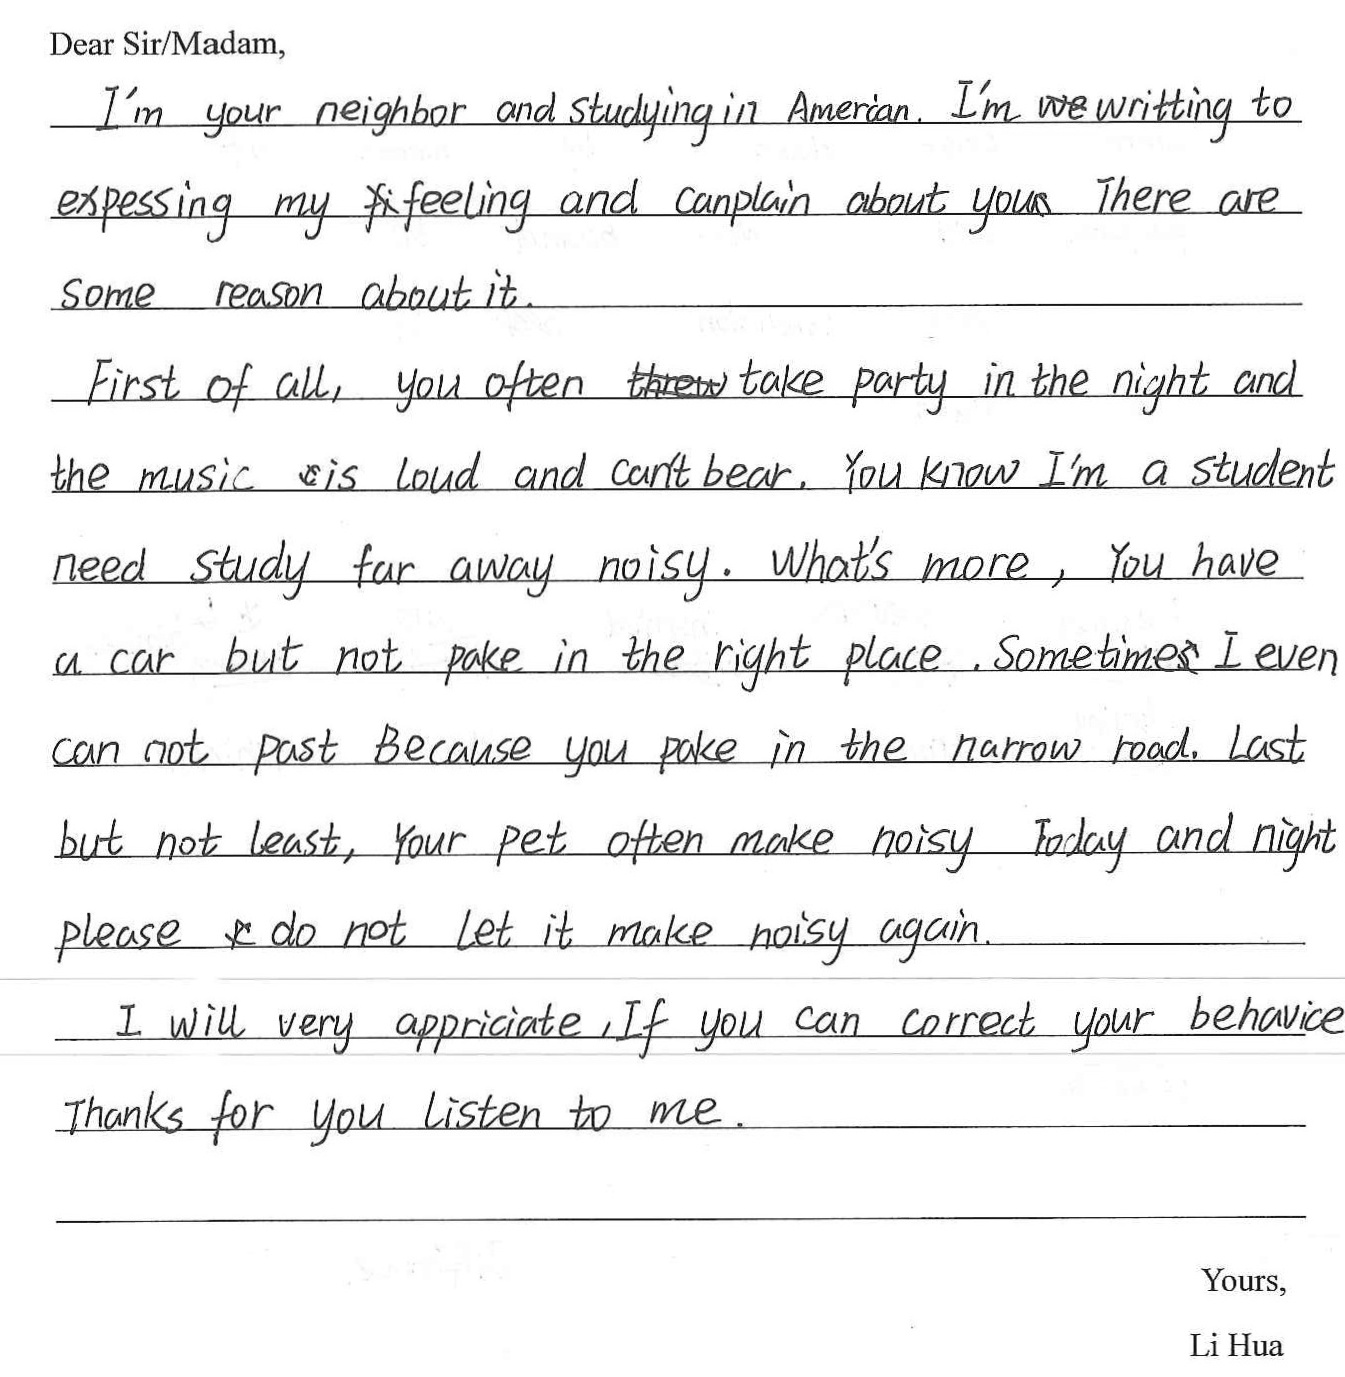 Dear Sir/Madam,
I'm your neighbor and studying in Amerian. I'm writting to
expessing my feeling and canplain about yous There are
some reason about it.
First of all, you often take party in the night and
the music is loud and can't bear. You know I'm a student
need study far away noisy. What's more, You have
a car but not pake in the right place. Sometimes I even
can not past Because you pake in the narrow road. Last
but not least, Your pet often make noisy Today and night
please do not let it make noisy again.
I will very appriciate, If you can correct your behavice
Thanks for you listen to me.
Yours,
Li Hua